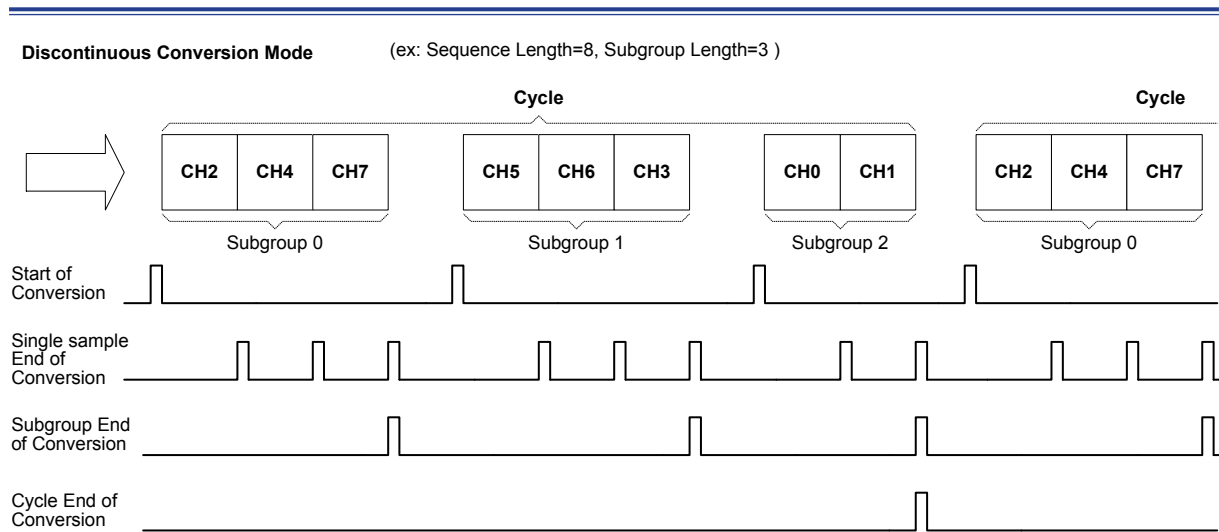 Discontinuous Conversion Mode (ex: Sequence Length=8, Subgroup Length=3 )
Cycle Cycle
CH2 CH4 CH7 CH5 CH6 CH3 CH0 CH1 CH2 CH4 CH7
Subgroup 0 Subgroup 1 Subgroup 2 Subgroup 0
Start of
Conversion
Single sample
End of
Conversion
Subgroup End
of Conversion
Cycle End of
Conversion